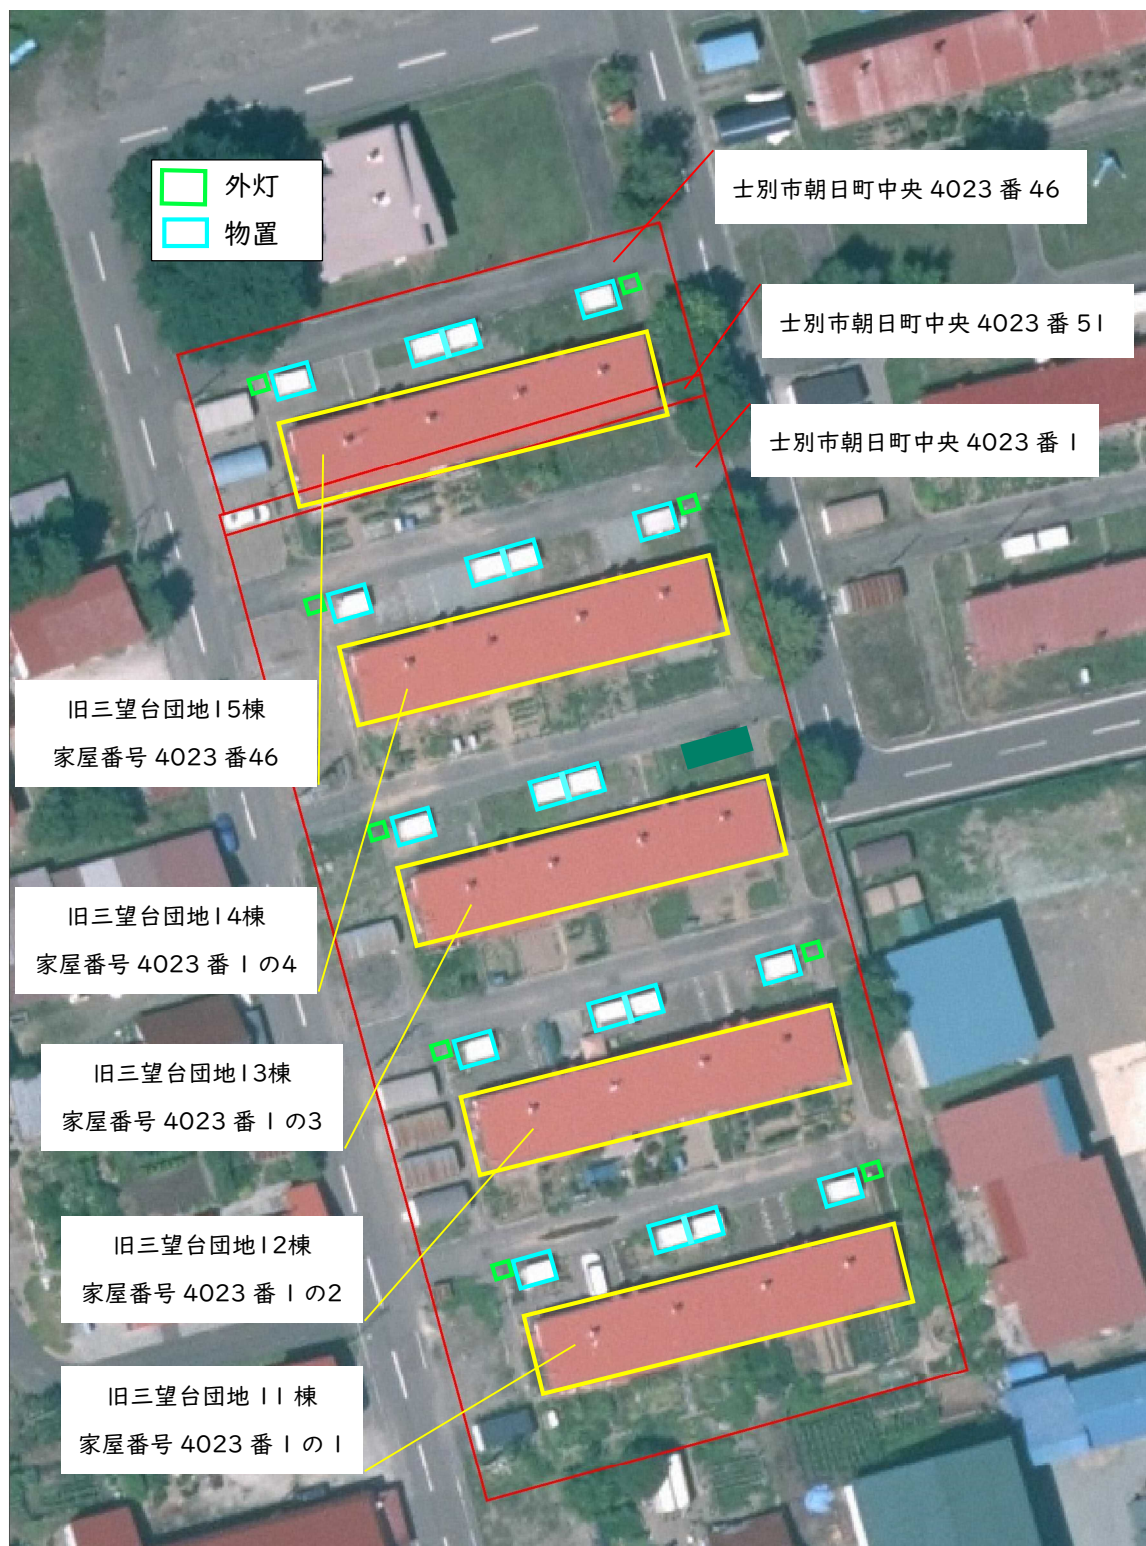 外灯
物置
士別市朝日町中央 4023 番 46
士別市朝日町中央 4023 番 51
士別市朝日町中央 4023 番 1
旧三望台団地15棟
家屋番号 4023 番46
旧三望台団地14棟
家屋番号 4023 番 1 の4
旧三望台団地13棟
家屋番号 4023 番 1 の3
旧三望台団地12棟
家屋番号 4023 番 1 の2
旧三望台団地 11 棟
家屋番号 4023 番 1 の 1